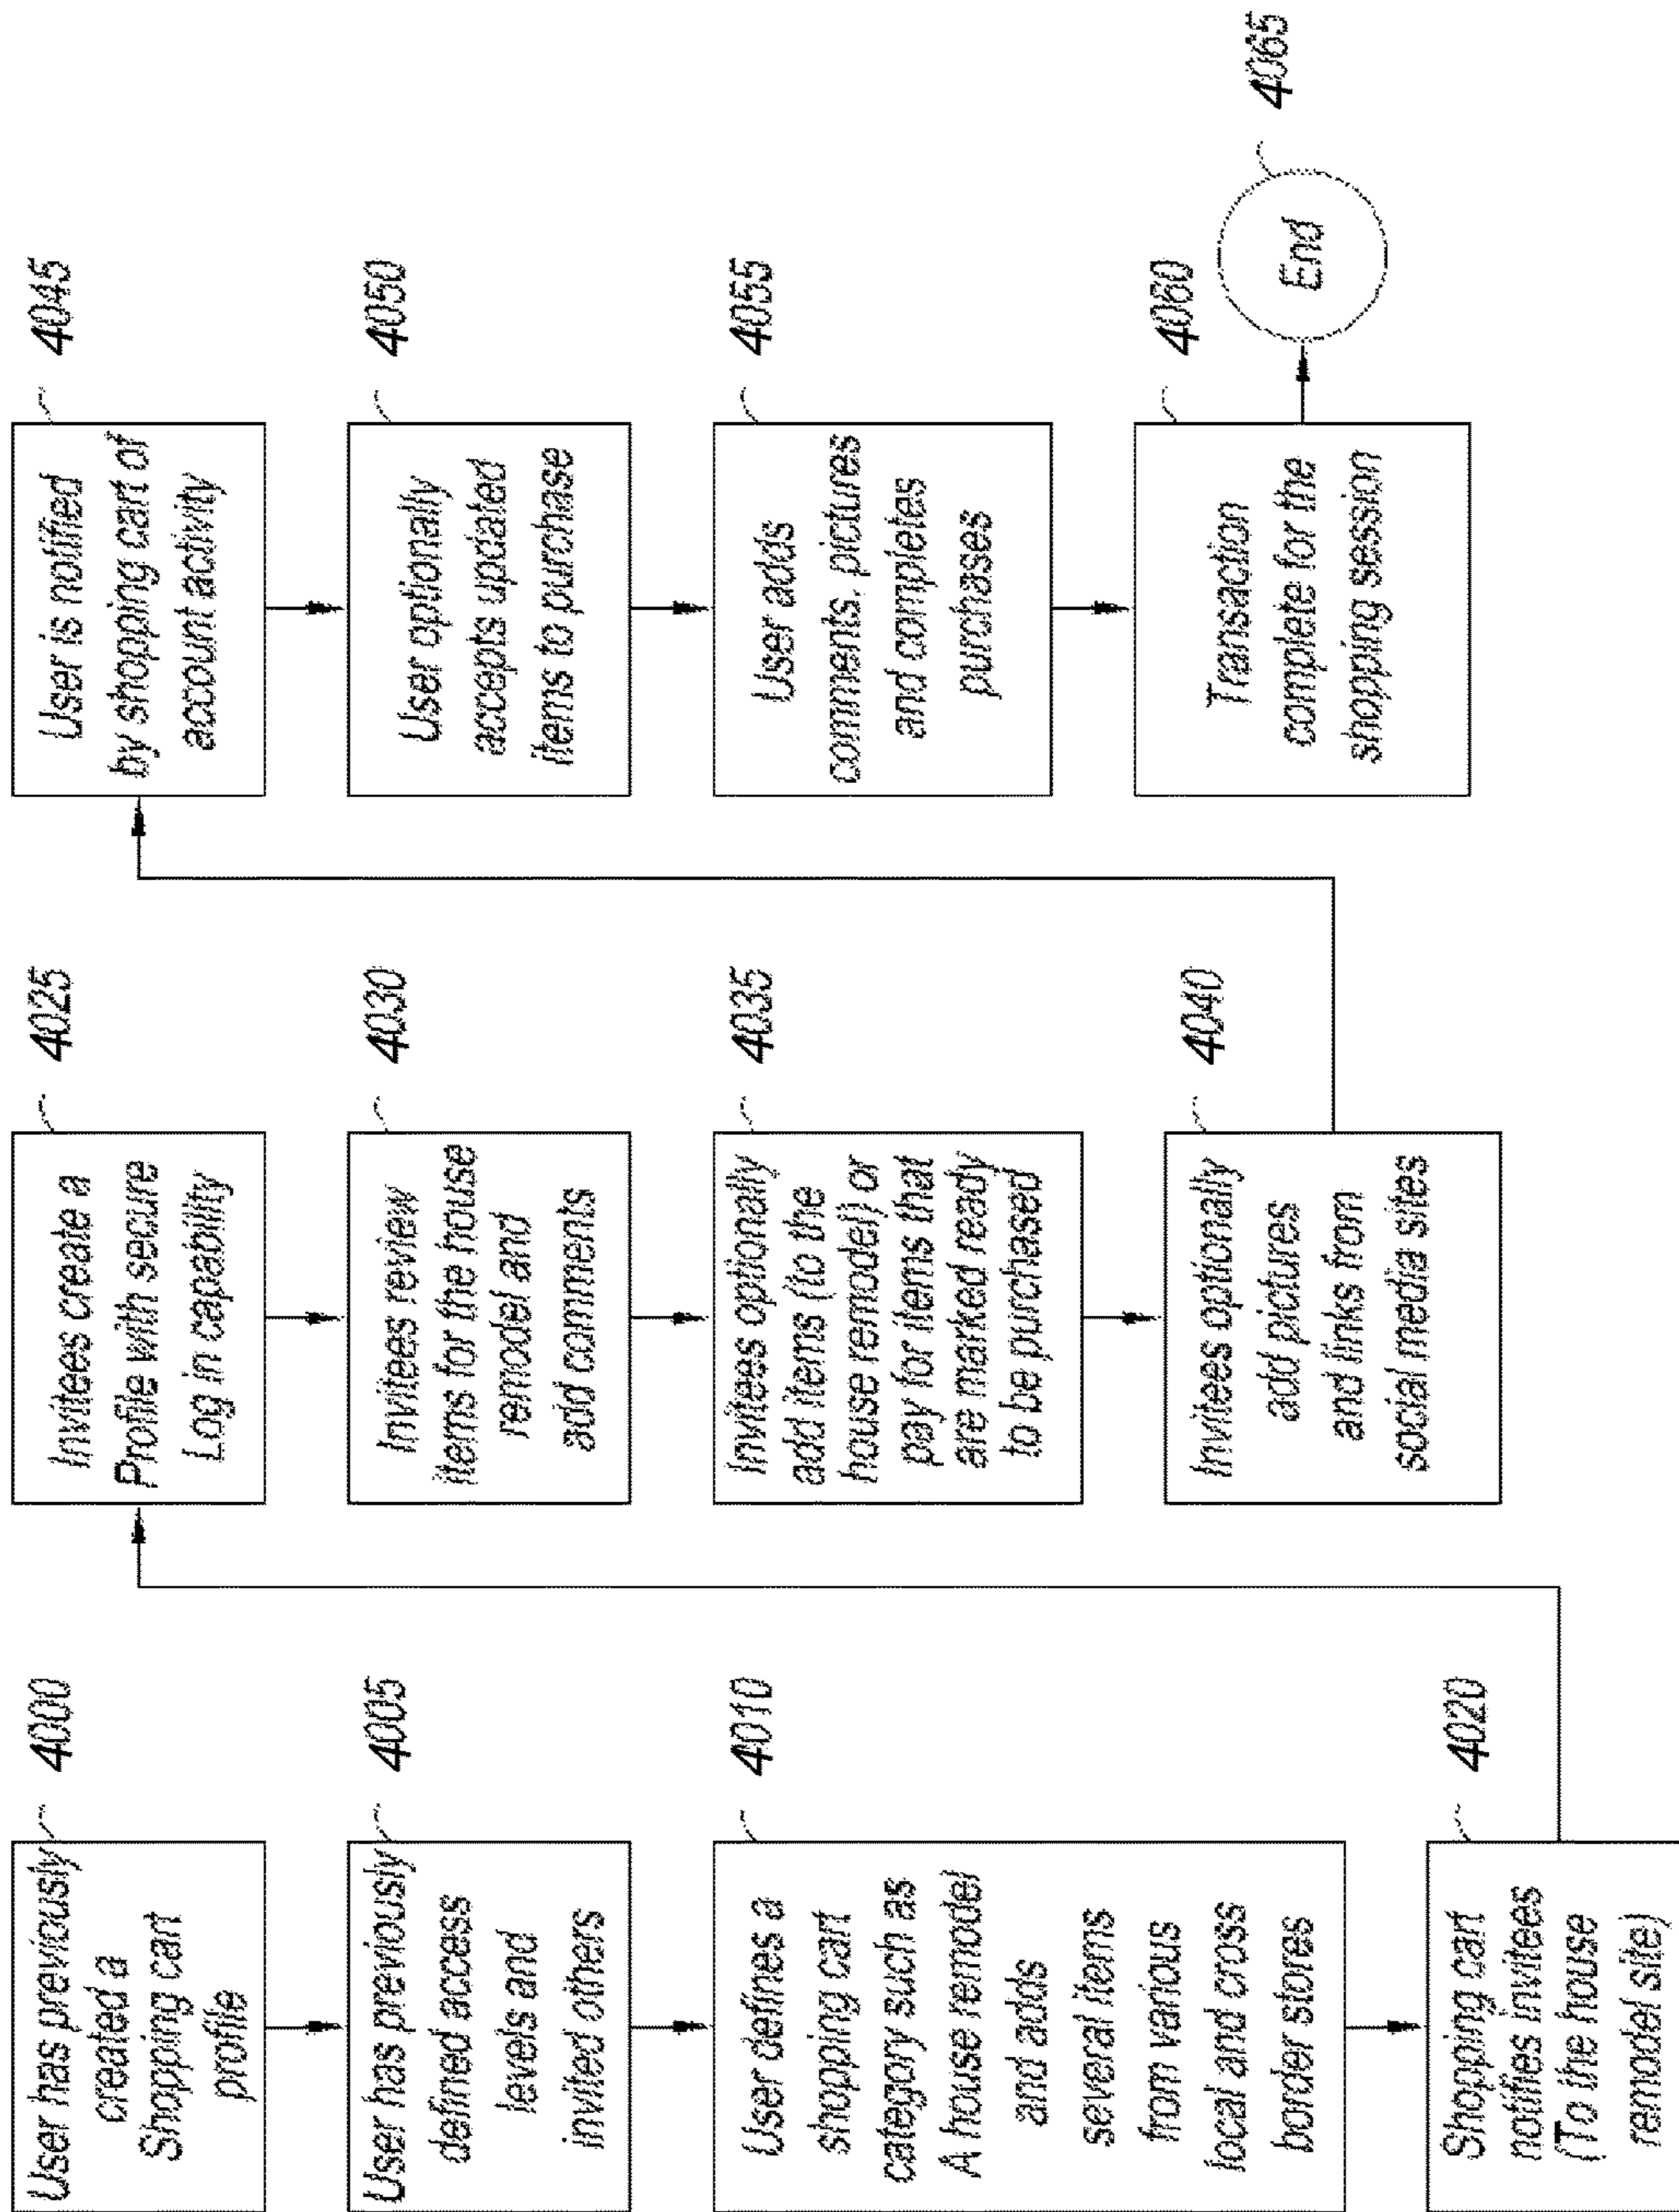 User has previously
created a
Shopping cart
profile
4000
User has previously
defined access
levels and
invited others
4005
User defines a
shopping cart
category such as
A house remodel
and adds
several items
from various
local and cross
border stores
4010
Shopping cart
notifies invitees
(To the house
remodel site)
4020
Invitees create a
Profile with secure
Log in capability
4025
Invitees review
items for the house
remodel and
add comments
4030
Invitees optionally
add items (to the
house remodel) or
pay for items that
are marked ready
to be purchased
4035
Invitees optionally
add pictures
and links from
social media sites
4040
User is notified
by shopping cart of
account activity
4045
User optionally
accepts updated
items to purchase
4050
User adds
comments, pictures
and completes
purchases
4055
Transaction
complete for the
shopping session
4060
End
4065